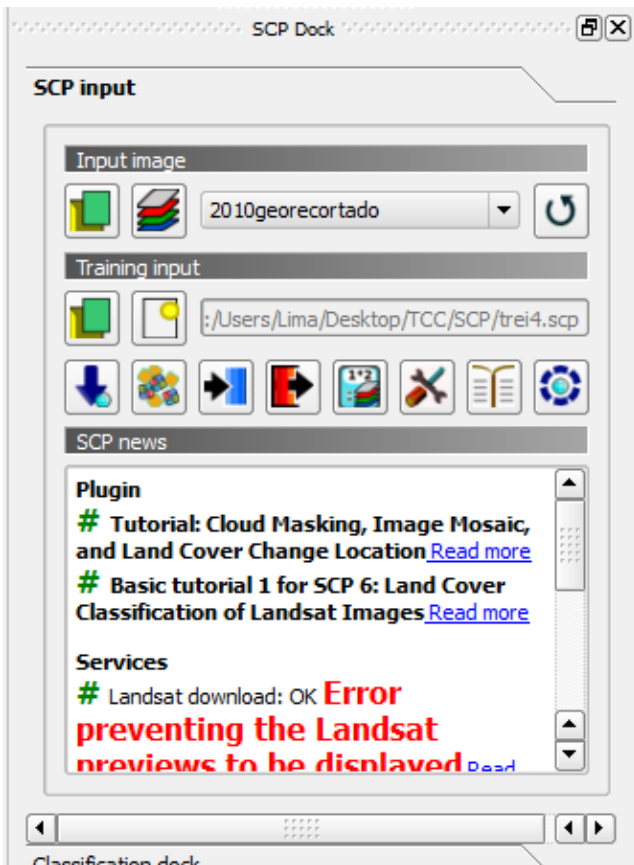 SCP Dock
SCP input
Input image
2010georecortado
Training input
:/Users/Lima/Desktop/TCC/SCP/trei4.scp
1*2
SCP news
Plugin
# Tutorial: Cloud Masking, Image Mosaic,
and Land Cover Change Location Read more
# Basic tutorial 1 for SCP 6: Land Cover
Classification of Landsat Images Read more
Services
# Landsat download: OK Error
preventing the Landsat
previews to be displayed Read
Classification dock